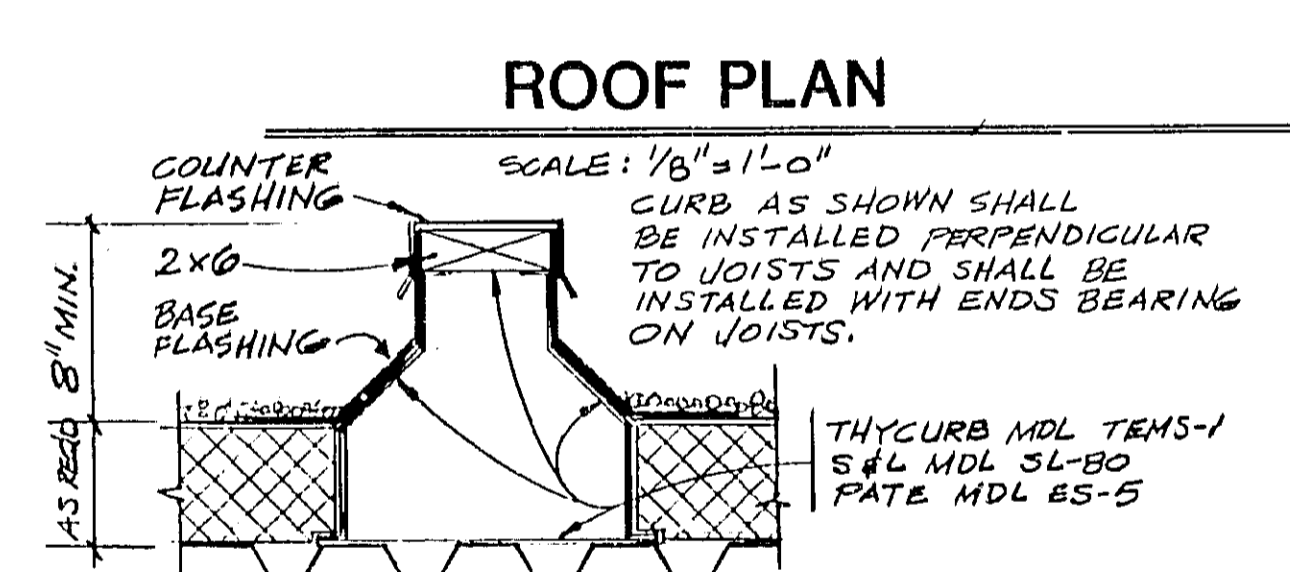 ROOF PLAN
SCALE: 1/8" = 1'-0"
COUNTER
FLASHING
2x6
BASE
FLASHING
8" MIN.
AS REQD
CURB AS SHOWN SHALL
BE INSTALLED PERPENDICULAR
TO JOISTS AND SHALL BE
INSTALLED WITH ENDS BEARING
ON JOISTS.
THYCURB MDL TEMS-1
S&L MDL SL-80
PATE MDL ES-5